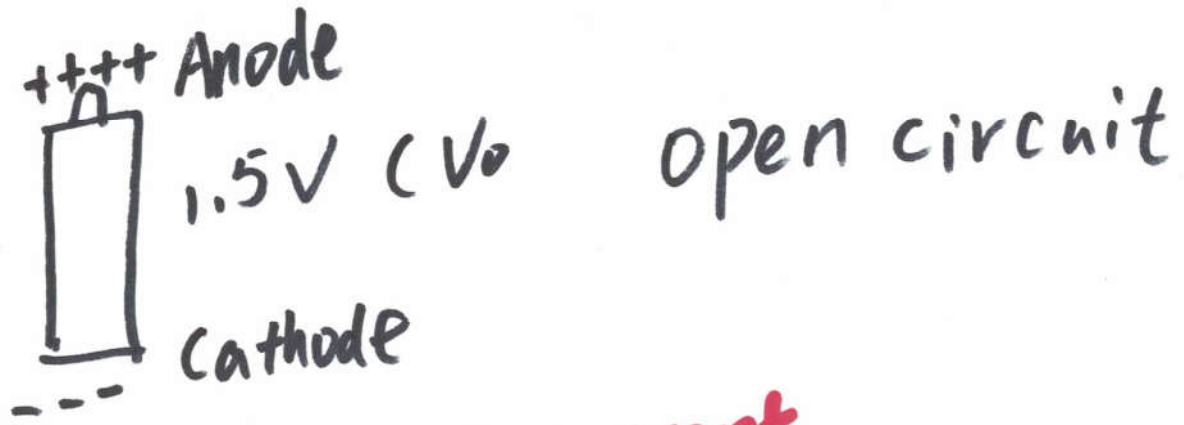 ++++ Anode
1.5V (Vo
open circuit
Cathode
---